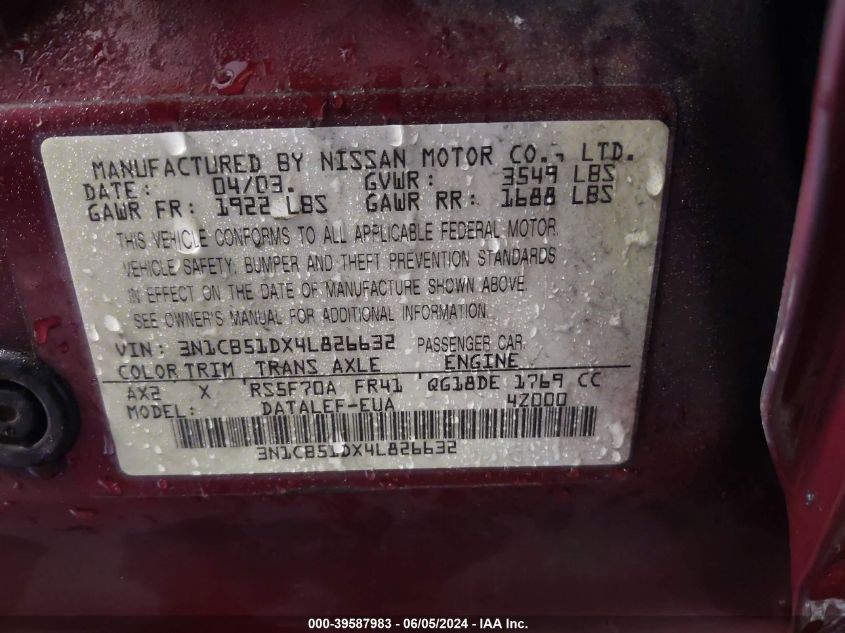 MANUFACTURED BY NISSAN MOTOR CO., LTD.
DATE: 04/03. GVWR: 3549 LBS
GAWR FR: 1922 LBS GAWR RR: 1688 LBS
THIS VEHICLE CONFORMS TO ALL APPLICABLE FEDERAL MOTOR
VEHICLE SAFETY, BUMPER AND THEFT PREVENTION STANDARDS
IN EFFECT ON THE DATE OF MANUFACTURE SHOWN ABOVE.
SEE OWNER'S MANUAL FOR ADDITIONAL INFORMATION.
VIN: 3N1CB51DX4L826632 PASSENGER CAR
COLOR TRIM TRANS AXLE ENGINE
AX2 X RS5F70A FR41 QG18DE 1769 CC
MODEL: DATALEF-EUA 4Z000
3N1CB51DX4L826632
000-39587983 - 06/05/2024 - IAA Inc.